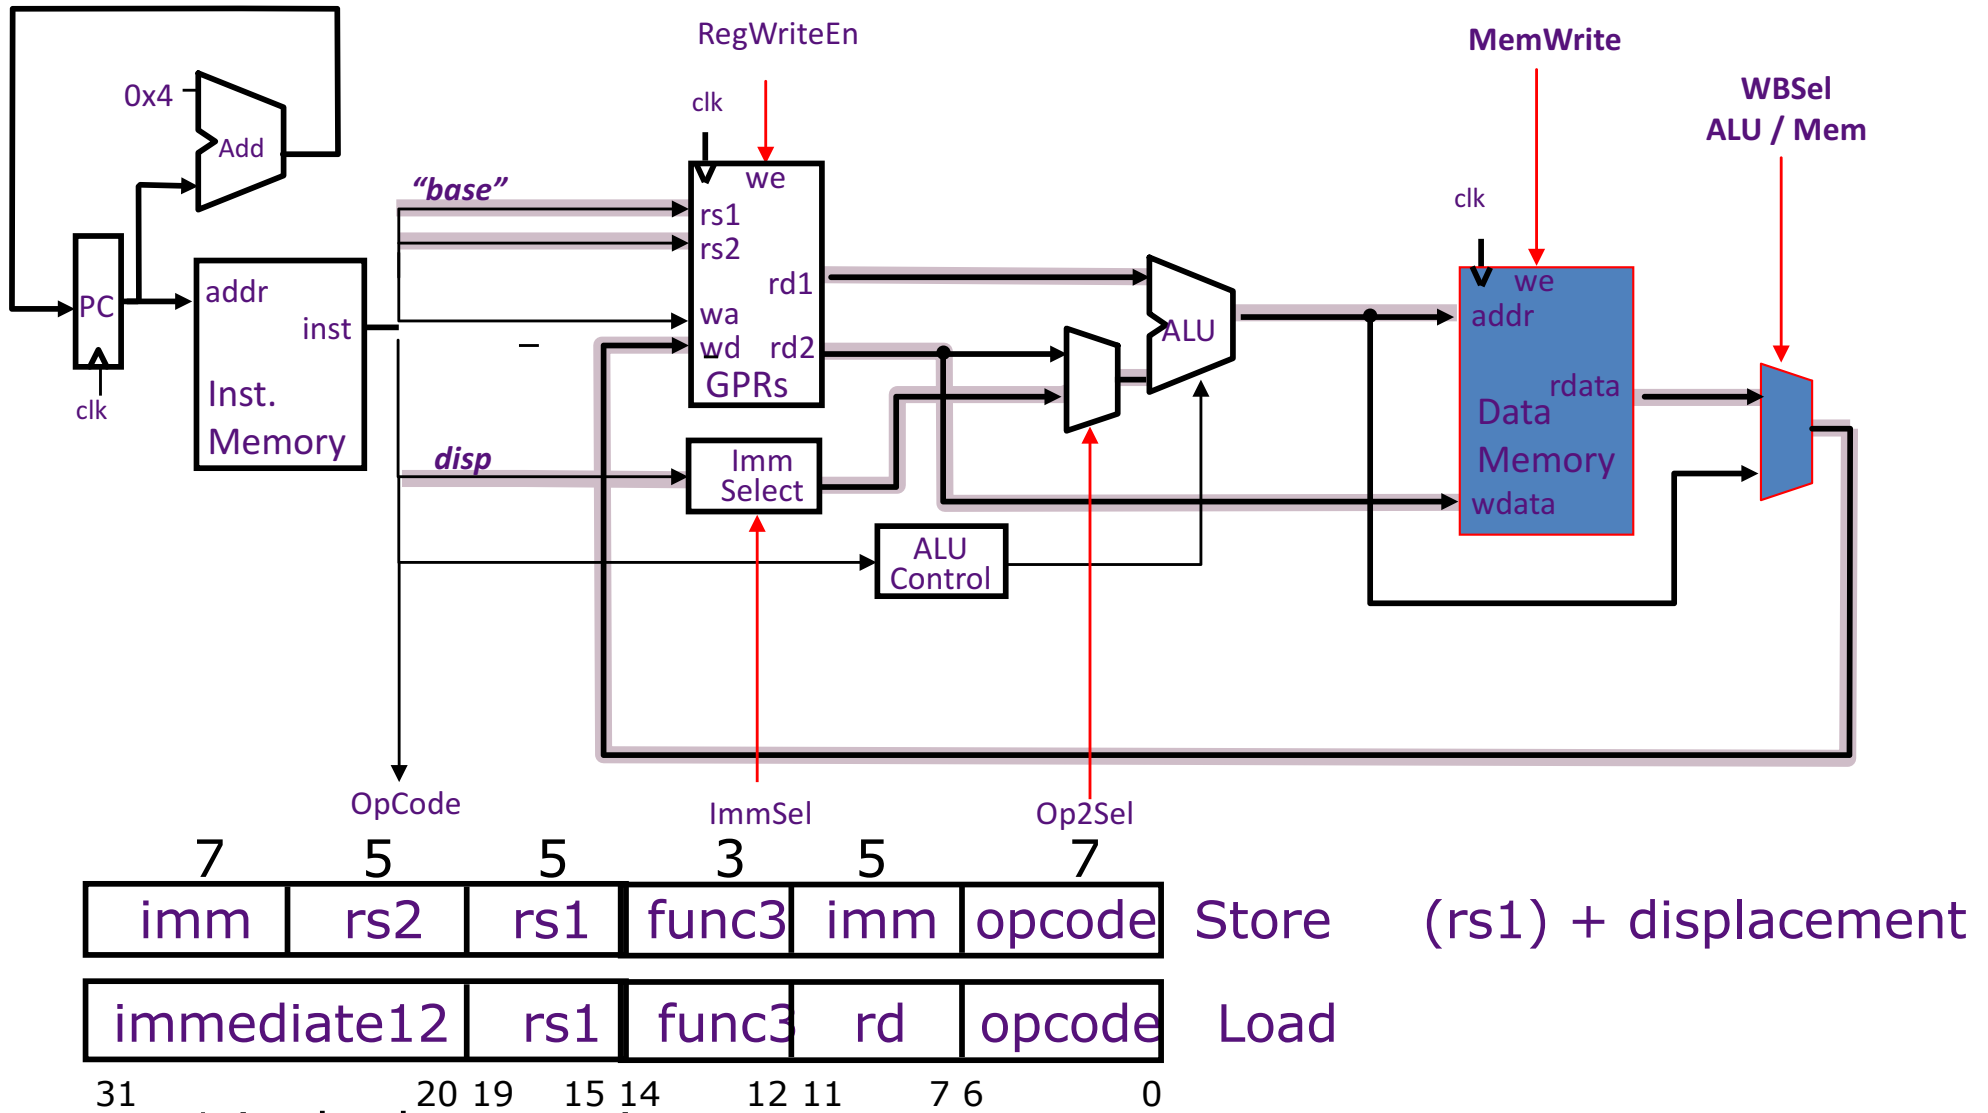 RegWriteEn
MemWrite
WBSel
ALU / Mem
0x4
Add
clk
clk
"base"
we
rs1
rs2
rd1
wa
wd
rd2
GPRs
PC
clk
addr
inst
Inst.
Memory
ALU
we
addr
rdata
Data
Memory
wdata
disp
Imm
Select
ALU
Control
OpCode
ImmSel
Op2Sel
7 5 5 3 5 7
imm rs2 rs1 func3 imm opcode Store (rs1) + displacement
immediate12 rs1 func3 rd opcode Load
31 20 19 15 14 12 11 7 6 0